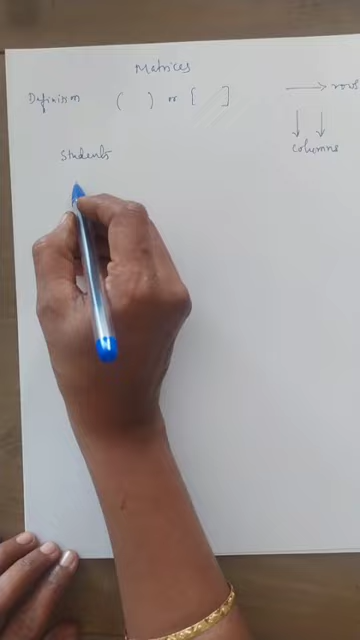 Matrices
Definition ( ) or [ ] → rows
↓ ↓
columns
Students